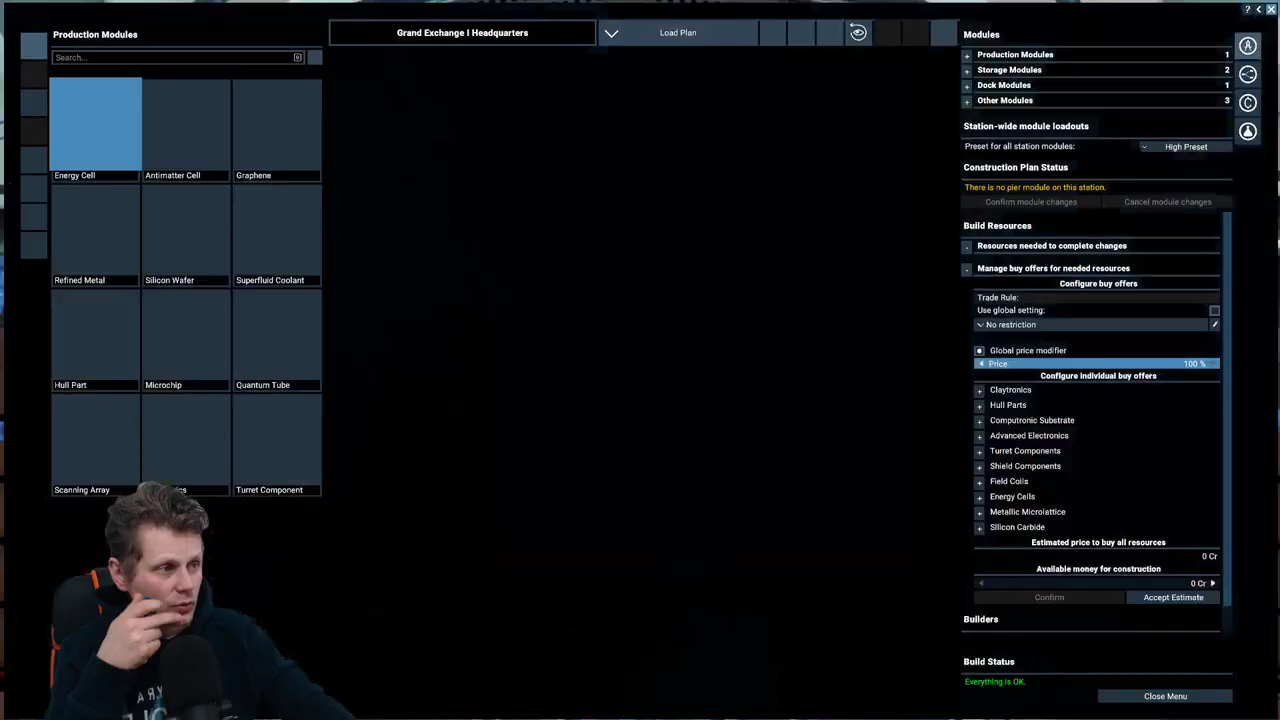 Production Modules
Search...
Energy Cell
Antimatter Cell
Graphene
Refined Metal
Silicon Wafer
Superfluid Coolant
Hull Part
Microchip
Quantum Tube
Scanning Array
Turret Component
Grand Exchange I Headquarters
Load Plan
?
Modules
Production Modules 1
Storage Modules 2
Dock Modules 1
Other Modules 3
Station-wide module loadouts
Preset for all station modules: High Preset
Construction Plan Status
There is no pier module on this station.
Confirm module changes Cancel module changes
Build Resources
- Resources needed to complete changes
- Manage buy offers for needed resources
Configure buy offers
Trade Rule:
Use global setting:
No restriction
Global price modifier
Price 100 %
Configure individual buy offers
+ Claytronics
+ Hull Parts
+ Computronic Substrate
+ Advanced Electronics
+ Turret Components
+ Shield Components
+ Field Coils
+ Energy Cells
+ Metallic Microlattice
+ Silicon Carbide
Estimated price to buy all resources
0 Cr
Available money for construction
0 Cr
Confirm Accept Estimate
Builders
Build Status
Everything is OK.
Close Menu